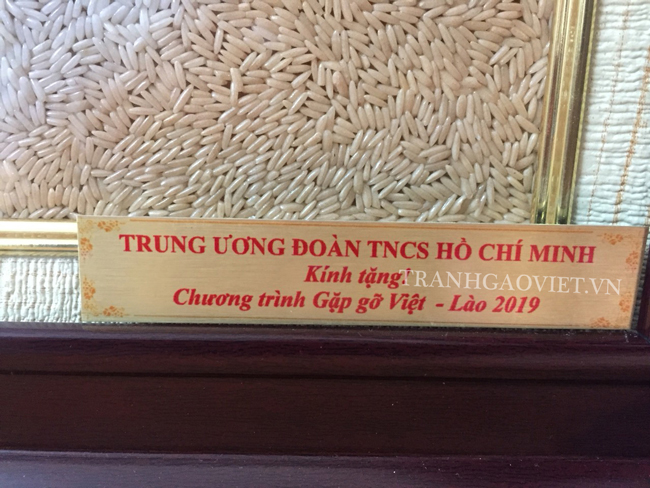 TRUNG ƯƠNG ĐOÀN TNCS HỒ CHÍ MINH
Kính tặng!
TRANHGAOVIET.VN
Chương trình Gặp gỡ Việt - Lào 2019